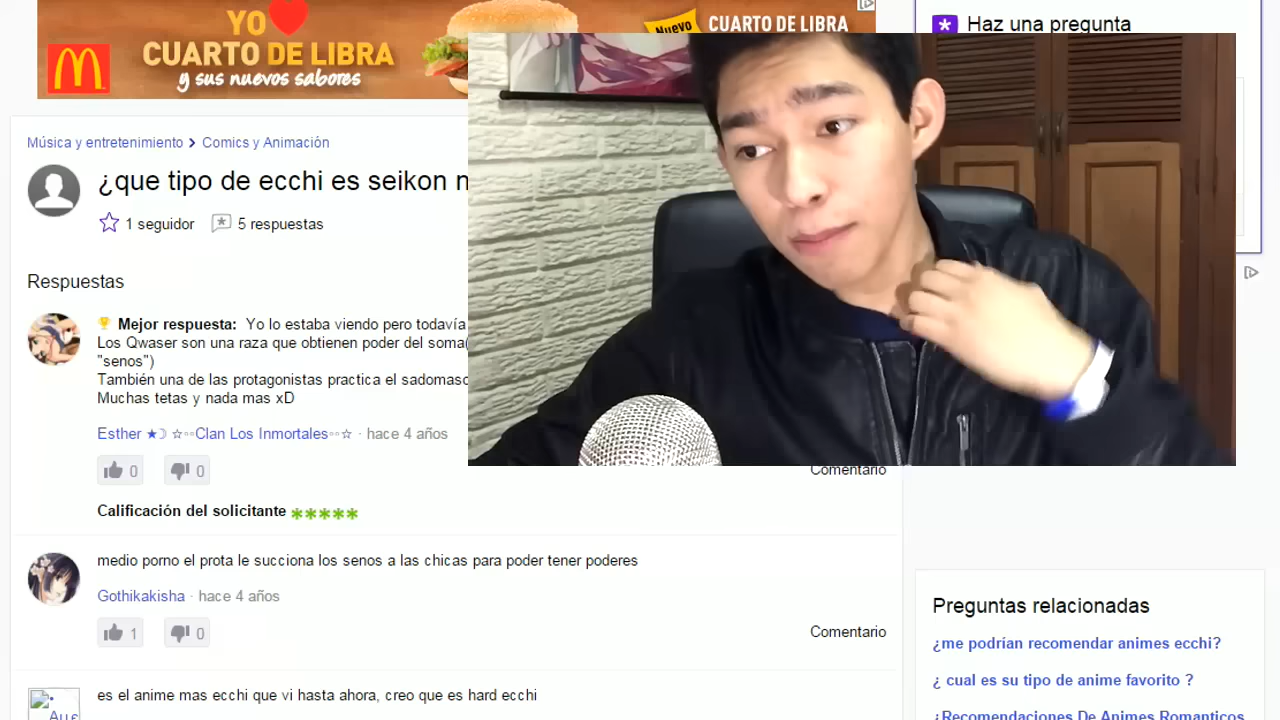 YO
CUARTO DE LIBRA
y sus nuevos sabores
Nuevo
CUARTO DE LIBRA
Haz una pregunta
Música y entretenimiento > Comics y Animación
¿que tipo de ecchi es seikon n
1 seguidor
5 respuestas
Respuestas
Mejor respuesta: Yo lo estaba viendo pero todavía
Los Qwaser son una raza que obtienen poder del soma(
"senos")
También una de las protagonistas practica el sadomaso
Muchas tetas y nada mas xD
Esther ★☽ ☆◦◦Clan Los Inmortales◦◦☆ · hace 4 años
0
0
Comentario
Calificación del solicitante ✱✱✱✱✱
medio porno el prota le succiona los senos a las chicas para poder tener poderes
Gothikakisha · hace 4 años
1
0
Comentario
es el anime mas ecchi que vi hasta ahora, creo que es hard ecchi
Preguntas relacionadas
¿me podrían recomendar animes ecchi?
¿ cual es su tipo de anime favorito ?
¿Recomendaciones De Animes Romanticos